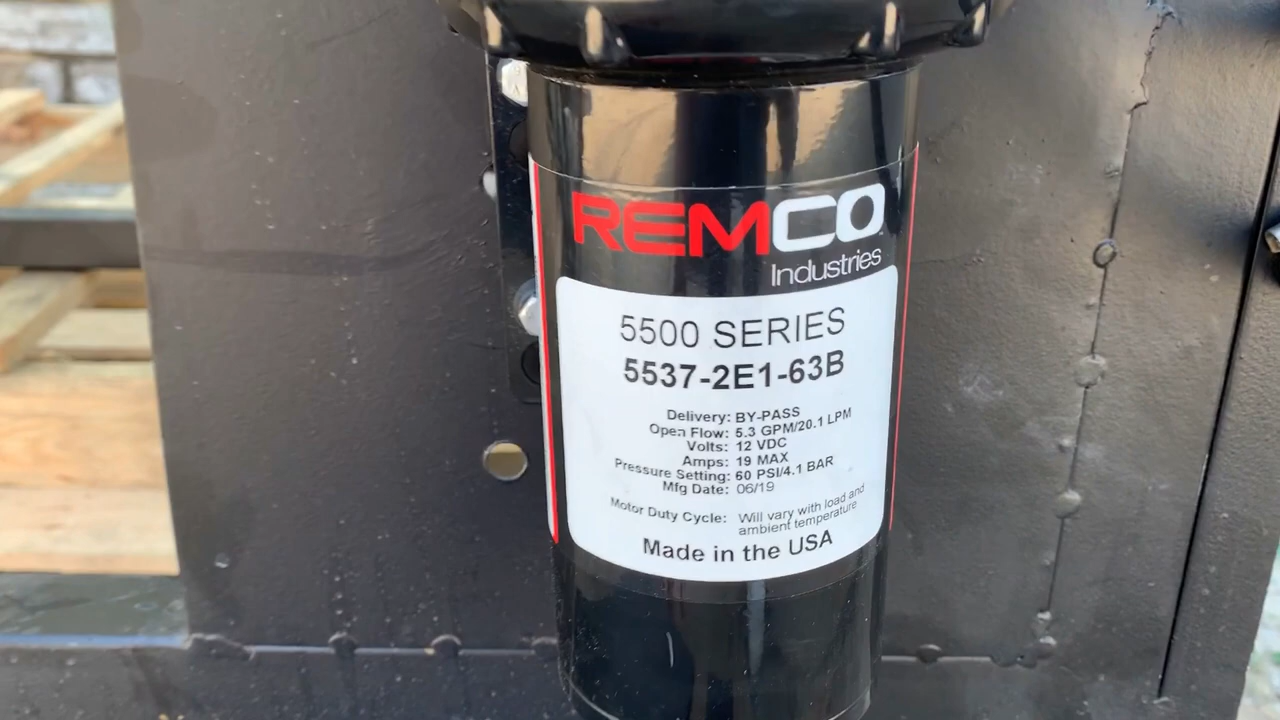 REMCO
Industries
5500 SERIES
5537-2E1-63B
Delivery: BY-PASS
Open Flow: 5.3 GPM/20.1 LPM
Volts: 12 VDC
Amps: 19 MAX
Pressure Setting: 60 PSI/4.1 BAR
Mfg Date: 06/19
Motor Duty Cycle: Will vary with load and
ambient temperature
Made in the USA